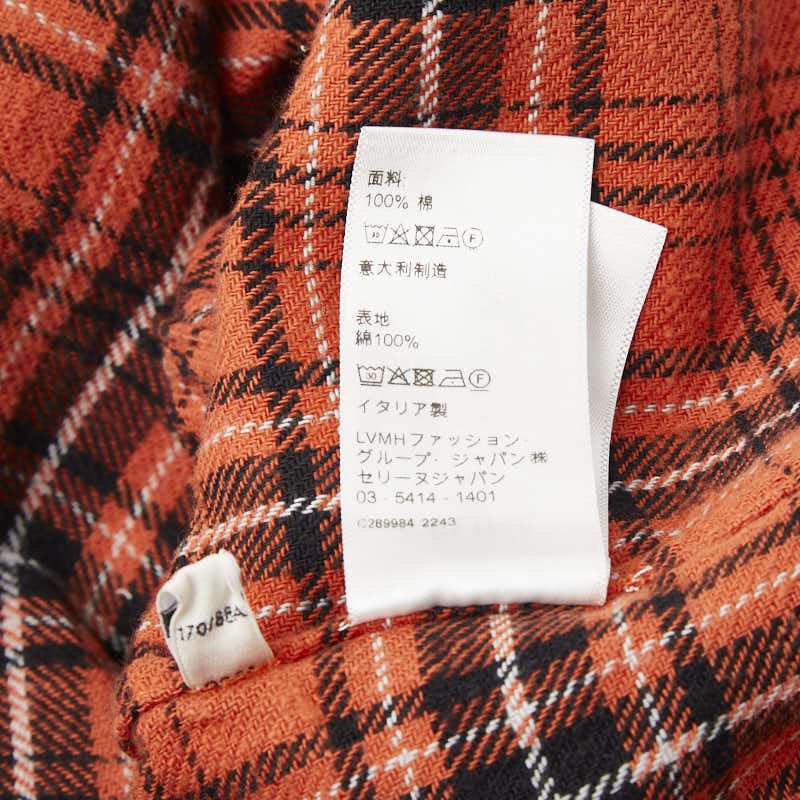 面料:
100% 棉
意大利制造
表地
綿100%
30
F
イタリア製
LVMHファッション・
グループ・ジャパン㈱
セリーヌジャパン
03 - 5414 - 1401
C289984 2243
170/88A